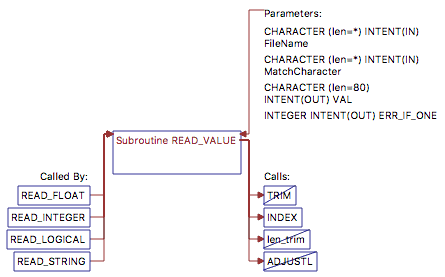 Parameters:
CHARACTER (len=*) INTENT(IN)
FileName
CHARACTER (len=*) INTENT(IN)
MatchCharacter
CHARACTER (len=80)
INTENT(OUT) VAL
INTEGER INTENT(OUT) ERR_IF_ONE
Subroutine READ_VALUE
Called By:
READ_FLOAT
READ_INTEGER
READ_LOGICAL
READ_STRING
Calls:
TRIM
INDEX
len_trim
ADJUSTL